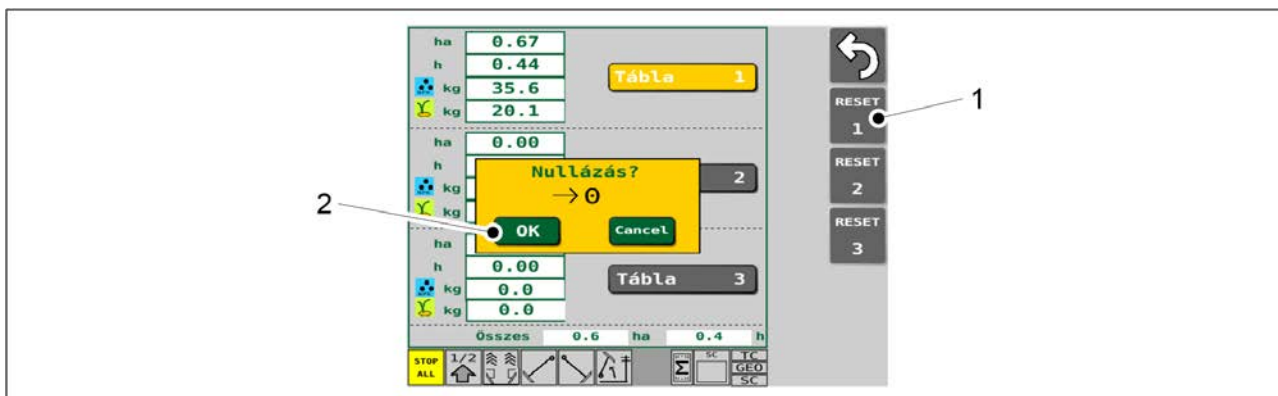 ha 0.67
h 0.44
kg 35.6
kg 20.1
Tábla 1
ha 0.00
h
kg
kg
2
Nullázás?
→0
OK Cancel
ha
h 0.00
kg 0.0
kg 0.0
Tábla 3
Összes 0.6 ha 0.4 h
STOP
ALL
1/2
Σ
SC
TC
GEO
SC
RESET
1
RESET
2
RESET
3
1
2